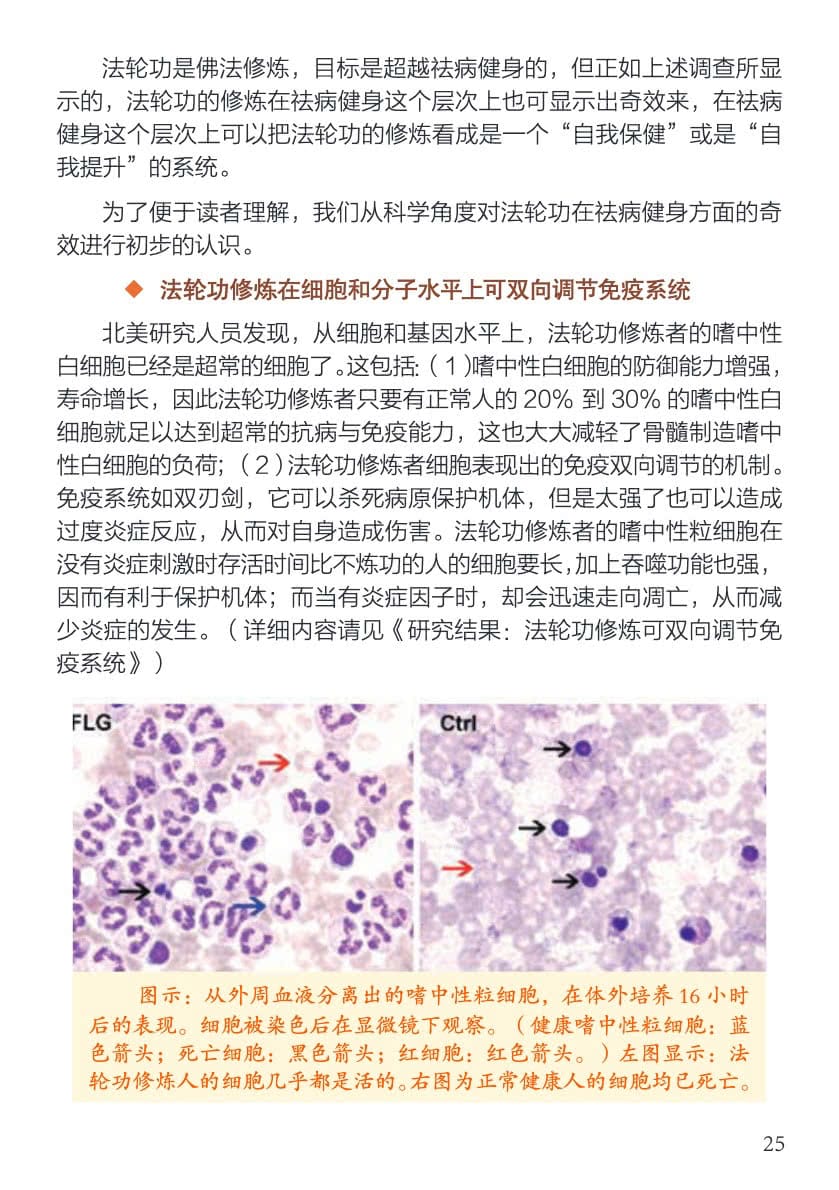 法轮功是佛法修炼，目标是超越祛病健身的，但正如上述调查所显
示的，法轮功的修炼在祛病健身这个层次上也可显示出奇效来，在祛病
健身这个层次上可以把法轮功的修炼看成是一个“自我保健”或是“自
我提升”的系统。
为了便于读者理解，我们从科学角度对法轮功在祛病健身方面的奇
效进行初步的认识。
◆ 法轮功修炼在细胞和分子水平上可双向调节免疫系统
北美研究人员发现，从细胞和基因水平上，法轮功修炼者的嗜中性
白细胞已经是超常的细胞了。这包括：（1）嗜中性白细胞的防御能力增强，
寿命增长，因此法轮功修炼者只要有正常人的 20% 到 30% 的嗜中性白
细胞就足以达到超常的抗病与免疫能力，这也大大减轻了骨髓制造嗜中
性白细胞的负荷；（2）法轮功修炼者细胞表现出的免疫双向调节的机制。
免疫系统如双刃剑，它可以杀死病原保护机体，但是太强了也可以造成
过度炎症反应，从而对自身造成伤害。法轮功修炼者的嗜中性粒细胞在
没有炎症刺激时存活时间比不炼功的人的细胞要长，加上吞噬功能也强，
因而有利于保护机体；而当有炎症因子时，却会迅速走向凋亡，从而减
少炎症的发生。（详细内容请见《研究结果：法轮功修炼可双向调节免
疫系统》）
FLG
Ctrl
图示：从外周血液分离出的嗜中性粒细胞，在体外培养 16 小时
后的表现。细胞被染色后在显微镜下观察。（健康嗜中性粒细胞：蓝
色箭头；死亡细胞：黑色箭头；红细胞：红色箭头。）左图显示：法
轮功修炼人的细胞几乎都是活的。右图为正常健康人的细胞均已死亡。
25